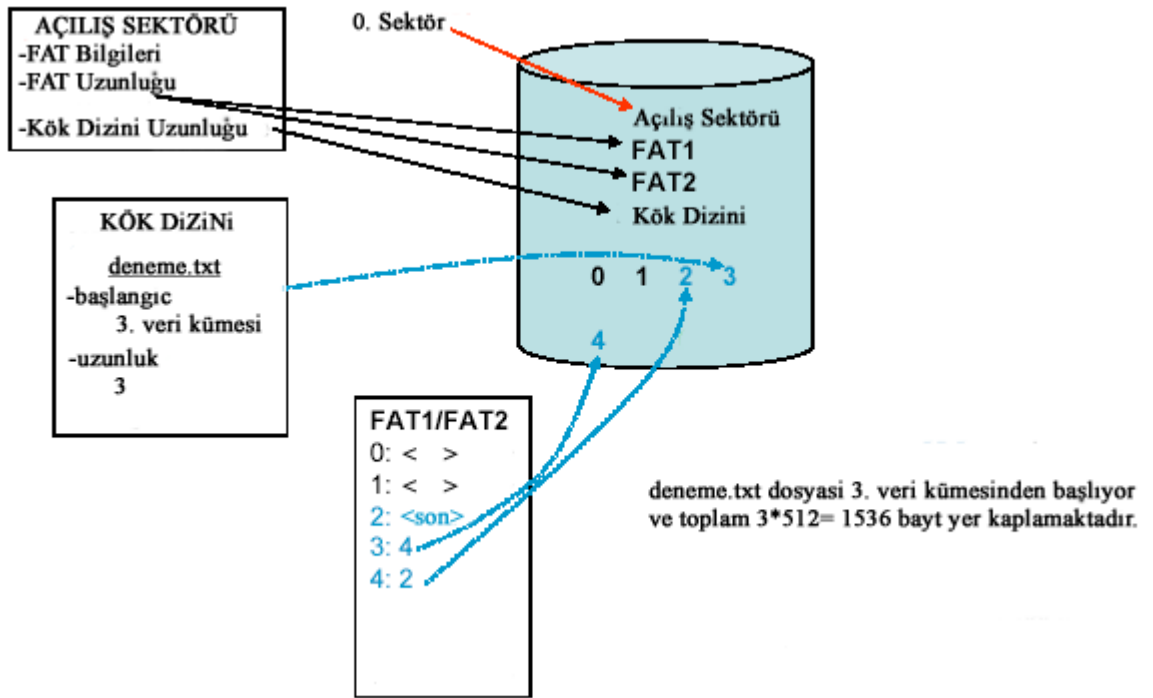 AÇILIŞ SEKTÖRÜ
-FAT Bilgileri
-FAT Uzunluğu
-Kök Dizini Uzunluğu
0. Sektör
Açılış Sektörü
FAT1
FAT2
Kök Dizini
0 1 2 3
4
KÖK DiZiNi
deneme.txt
-başlangıc
3. veri kümesi
-uzunluk
3
FAT1/FAT2
0: < >
1: < >
2: <son>
3: 4
4: 2
deneme.txt dosyasi 3. veri kümesinden başlıyor
ve toplam 3*512= 1536 bayt yer kaplamaktadır.